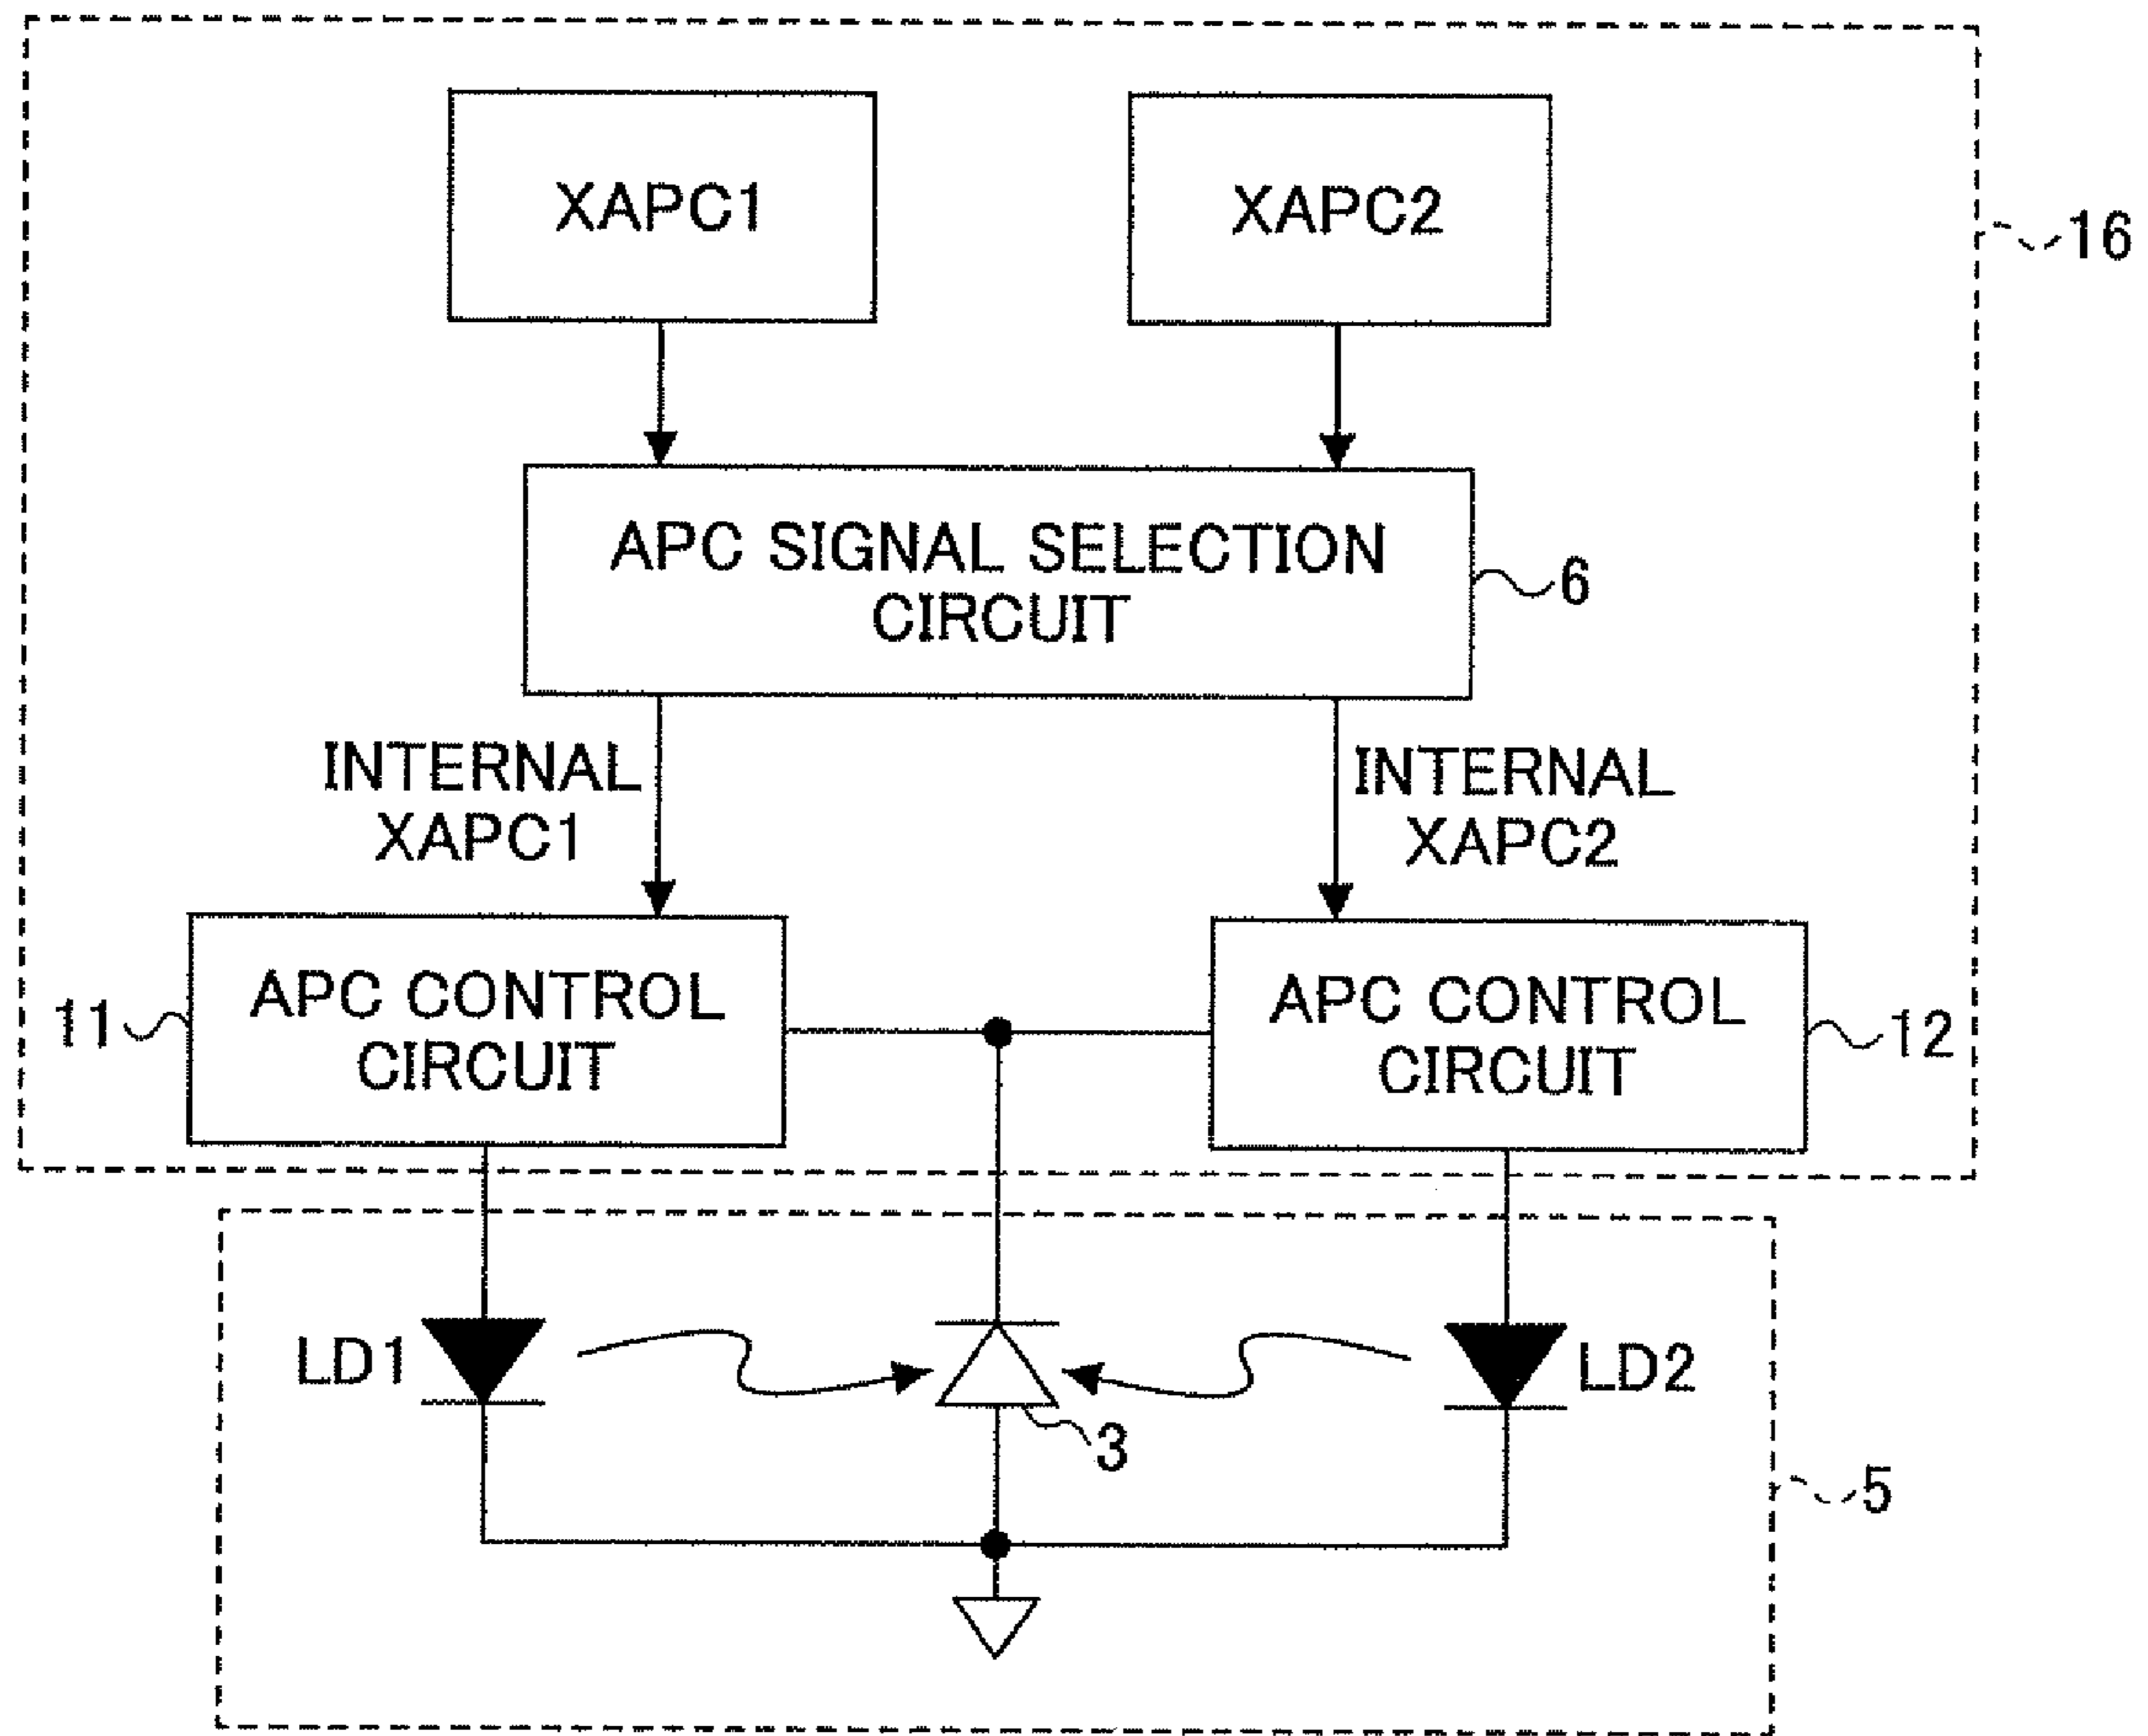 XAPC1
XAPC2
16
APC SIGNAL SELECTION
CIRCUIT
6
INTERNAL
XAPC1
INTERNAL
XAPC2
11
APC CONTROL
CIRCUIT
APC CONTROL
CIRCUIT
12
LD1
3
LD2
5